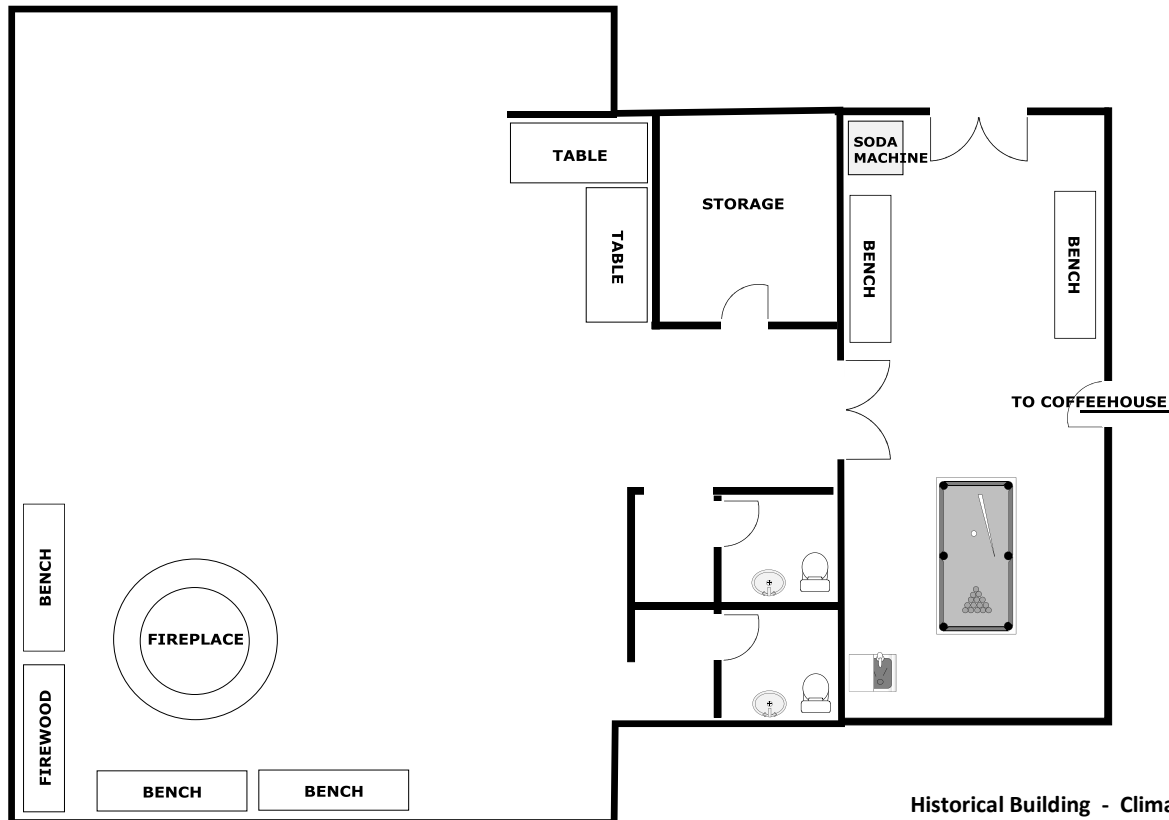 SODA
MACHINE
TABLE
STORAGE
TABLE
BENCH
BENCH
TO COFFEEHOUSE
BENCH
FIREPLACE
FIREWOOD
BENCH
BENCH
Historical Building - Clima